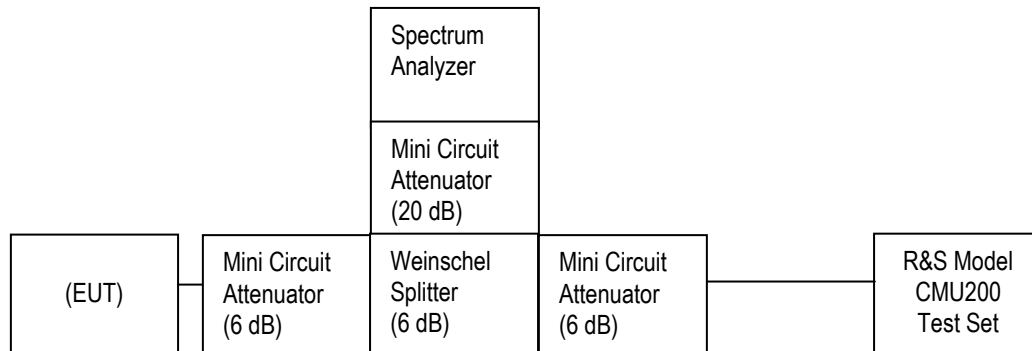 Spectrum
Analyzer
Mini Circuit
Attenuator
(20 dB)
(EUT)
Mini Circuit
Attenuator
(6 dB)
Weinschel
Splitter
(6 dB)
Mini Circuit
Attenuator
(6 dB)
R&S Model
CMU200
Test Set